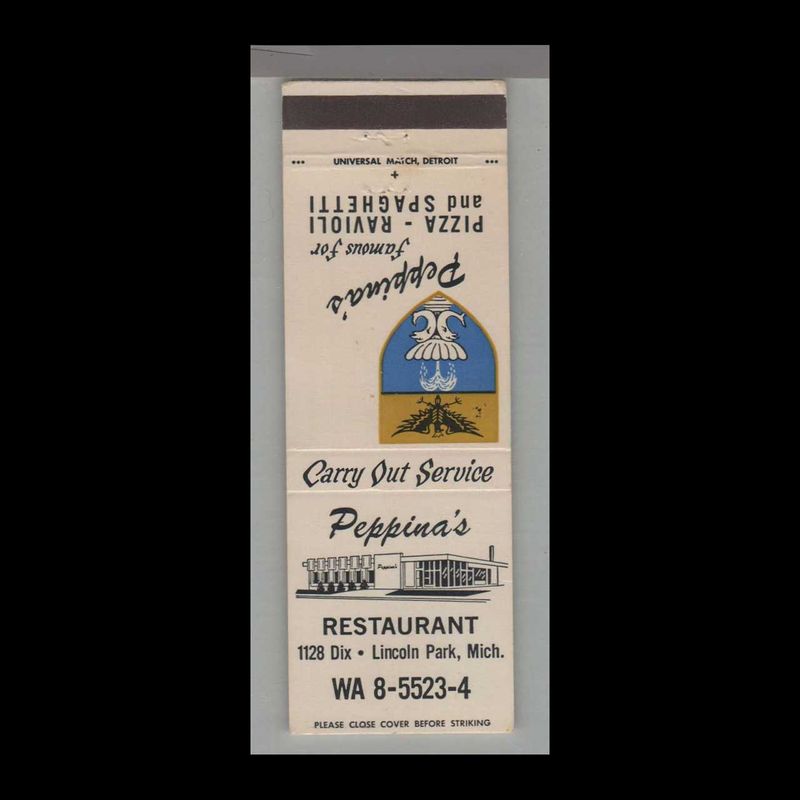 ••• UNIVERSAL MATCH, DETROIT •••
Peppina's
famous for
PIZZA - RAVIOLI
and SPAGHETTI
Carry Out Service
Peppina's
Peppina's
RESTAURANT
1128 Dix • Lincoln Park, Mich.
WA 8-5523-4
PLEASE CLOSE COVER BEFORE STRIKING